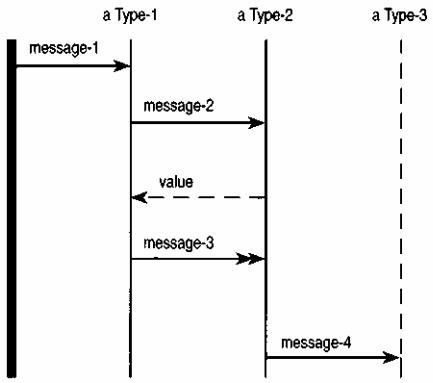 a Type-1 a Type-2 a Type-3
message-1
message-2
value
message-3
message-4